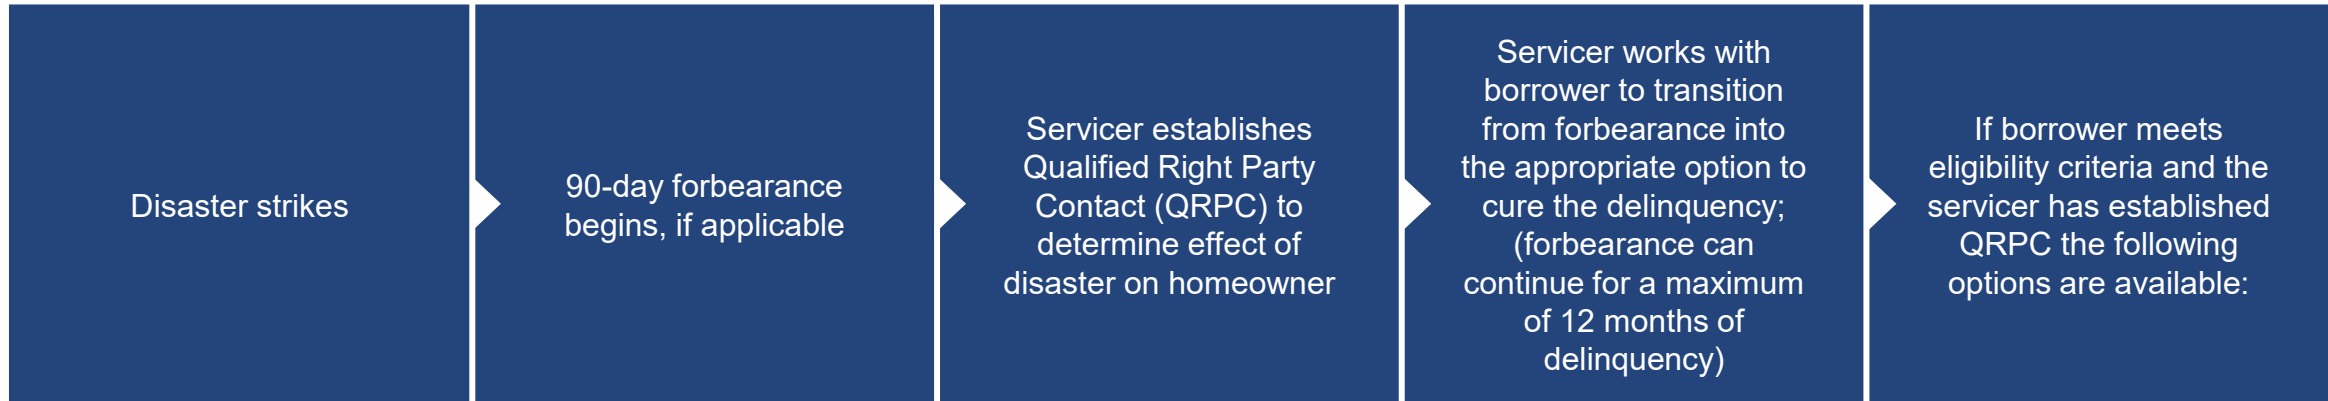 Disaster strikes
90-day forbearance
begins, if applicable
Servicer establishes
Qualified Right Party
Contact (QRPC) to
determine effect of
disaster on homeowner
Servicer works with
borrower to transition
from forbearance into
the appropriate option to
cure the delinquency;
(forbearance can
continue for a maximum
of 12 months of
delinquency)
If borrower meets
eligibility criteria and the
servicer has established
QRPC the following
options are available: